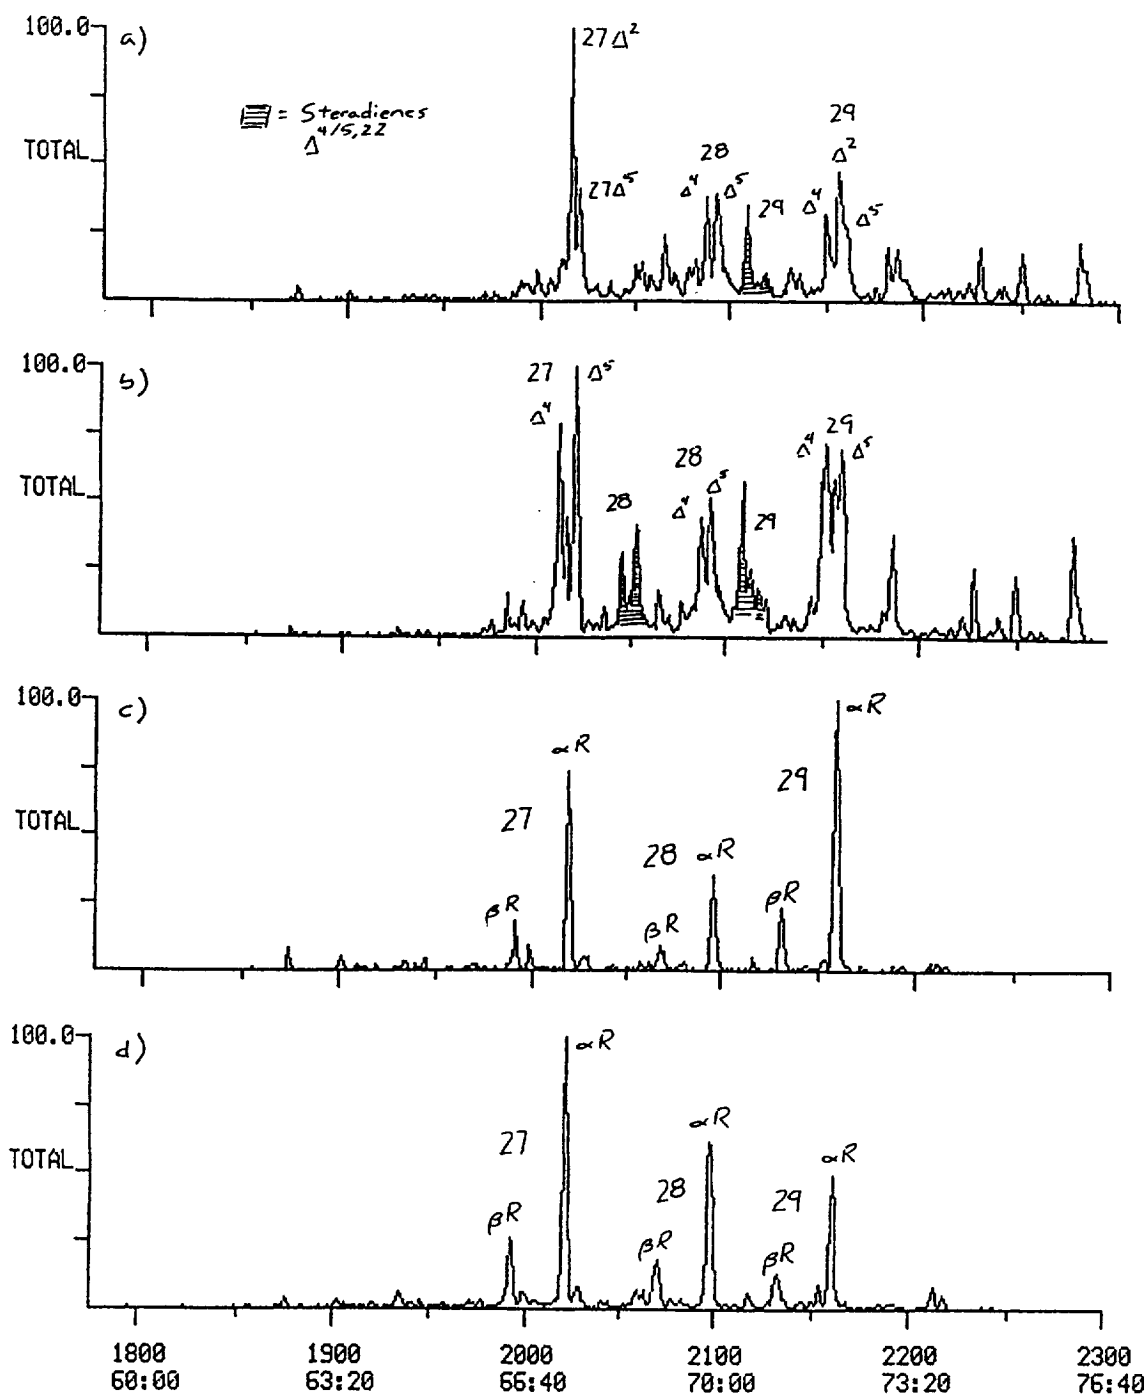 100.0
a)
27 Δ²
= Steradienes
Δ⁴/⁵,²²
TOTAL
27Δ⁵
28
Δ⁴
Δ⁵
29
29
Δ²
Δ⁴
Δ⁵
100.0
b)
27
Δ⁵
Δ⁴
TOTAL
28
28
Δ⁴
Δ⁵
29
29
Δ⁴
Δ⁵
100.0
c)
αR
αR
TOTAL
27
28
29
βR
βR
αR
βR
100.0
d)
αR
TOTAL
27
28
29
βR
αR
βR
αR
βR
1800 1900 2000 2100 2200 2300
60:00 63:20 66:40 70:00 73:20 76:40